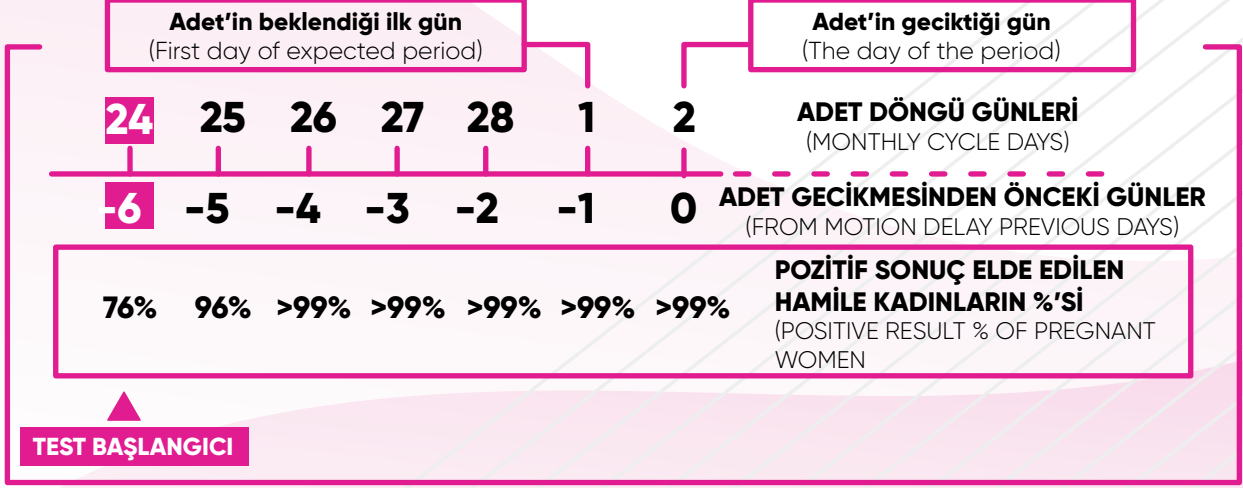 Adet’in beklendiği ilk gün
(First day of expected period)
Adet’in geciktiği gün
(The day of the period)
24 25 26 27 28 1 2
ADET DÖNGÜ GÜNLERİ
(MONTHLY CYCLE DAYS)
-6 -5 -4 -3 -2 -1 0
ADET GECİKMESİNDEN ÖNCEKİ GÜNLER
(FROM MOTION DELAY PREVIOUS DAYS)
76% 96% >99% >99% >99% >99% >99%
POZİTİF SONUÇ ELDE EDİLEN
HAMİLE KADINLARIN %’Sİ
(POSITIVE RESULT % OF PREGNANT
WOMEN
TEST BAŞLANGICI